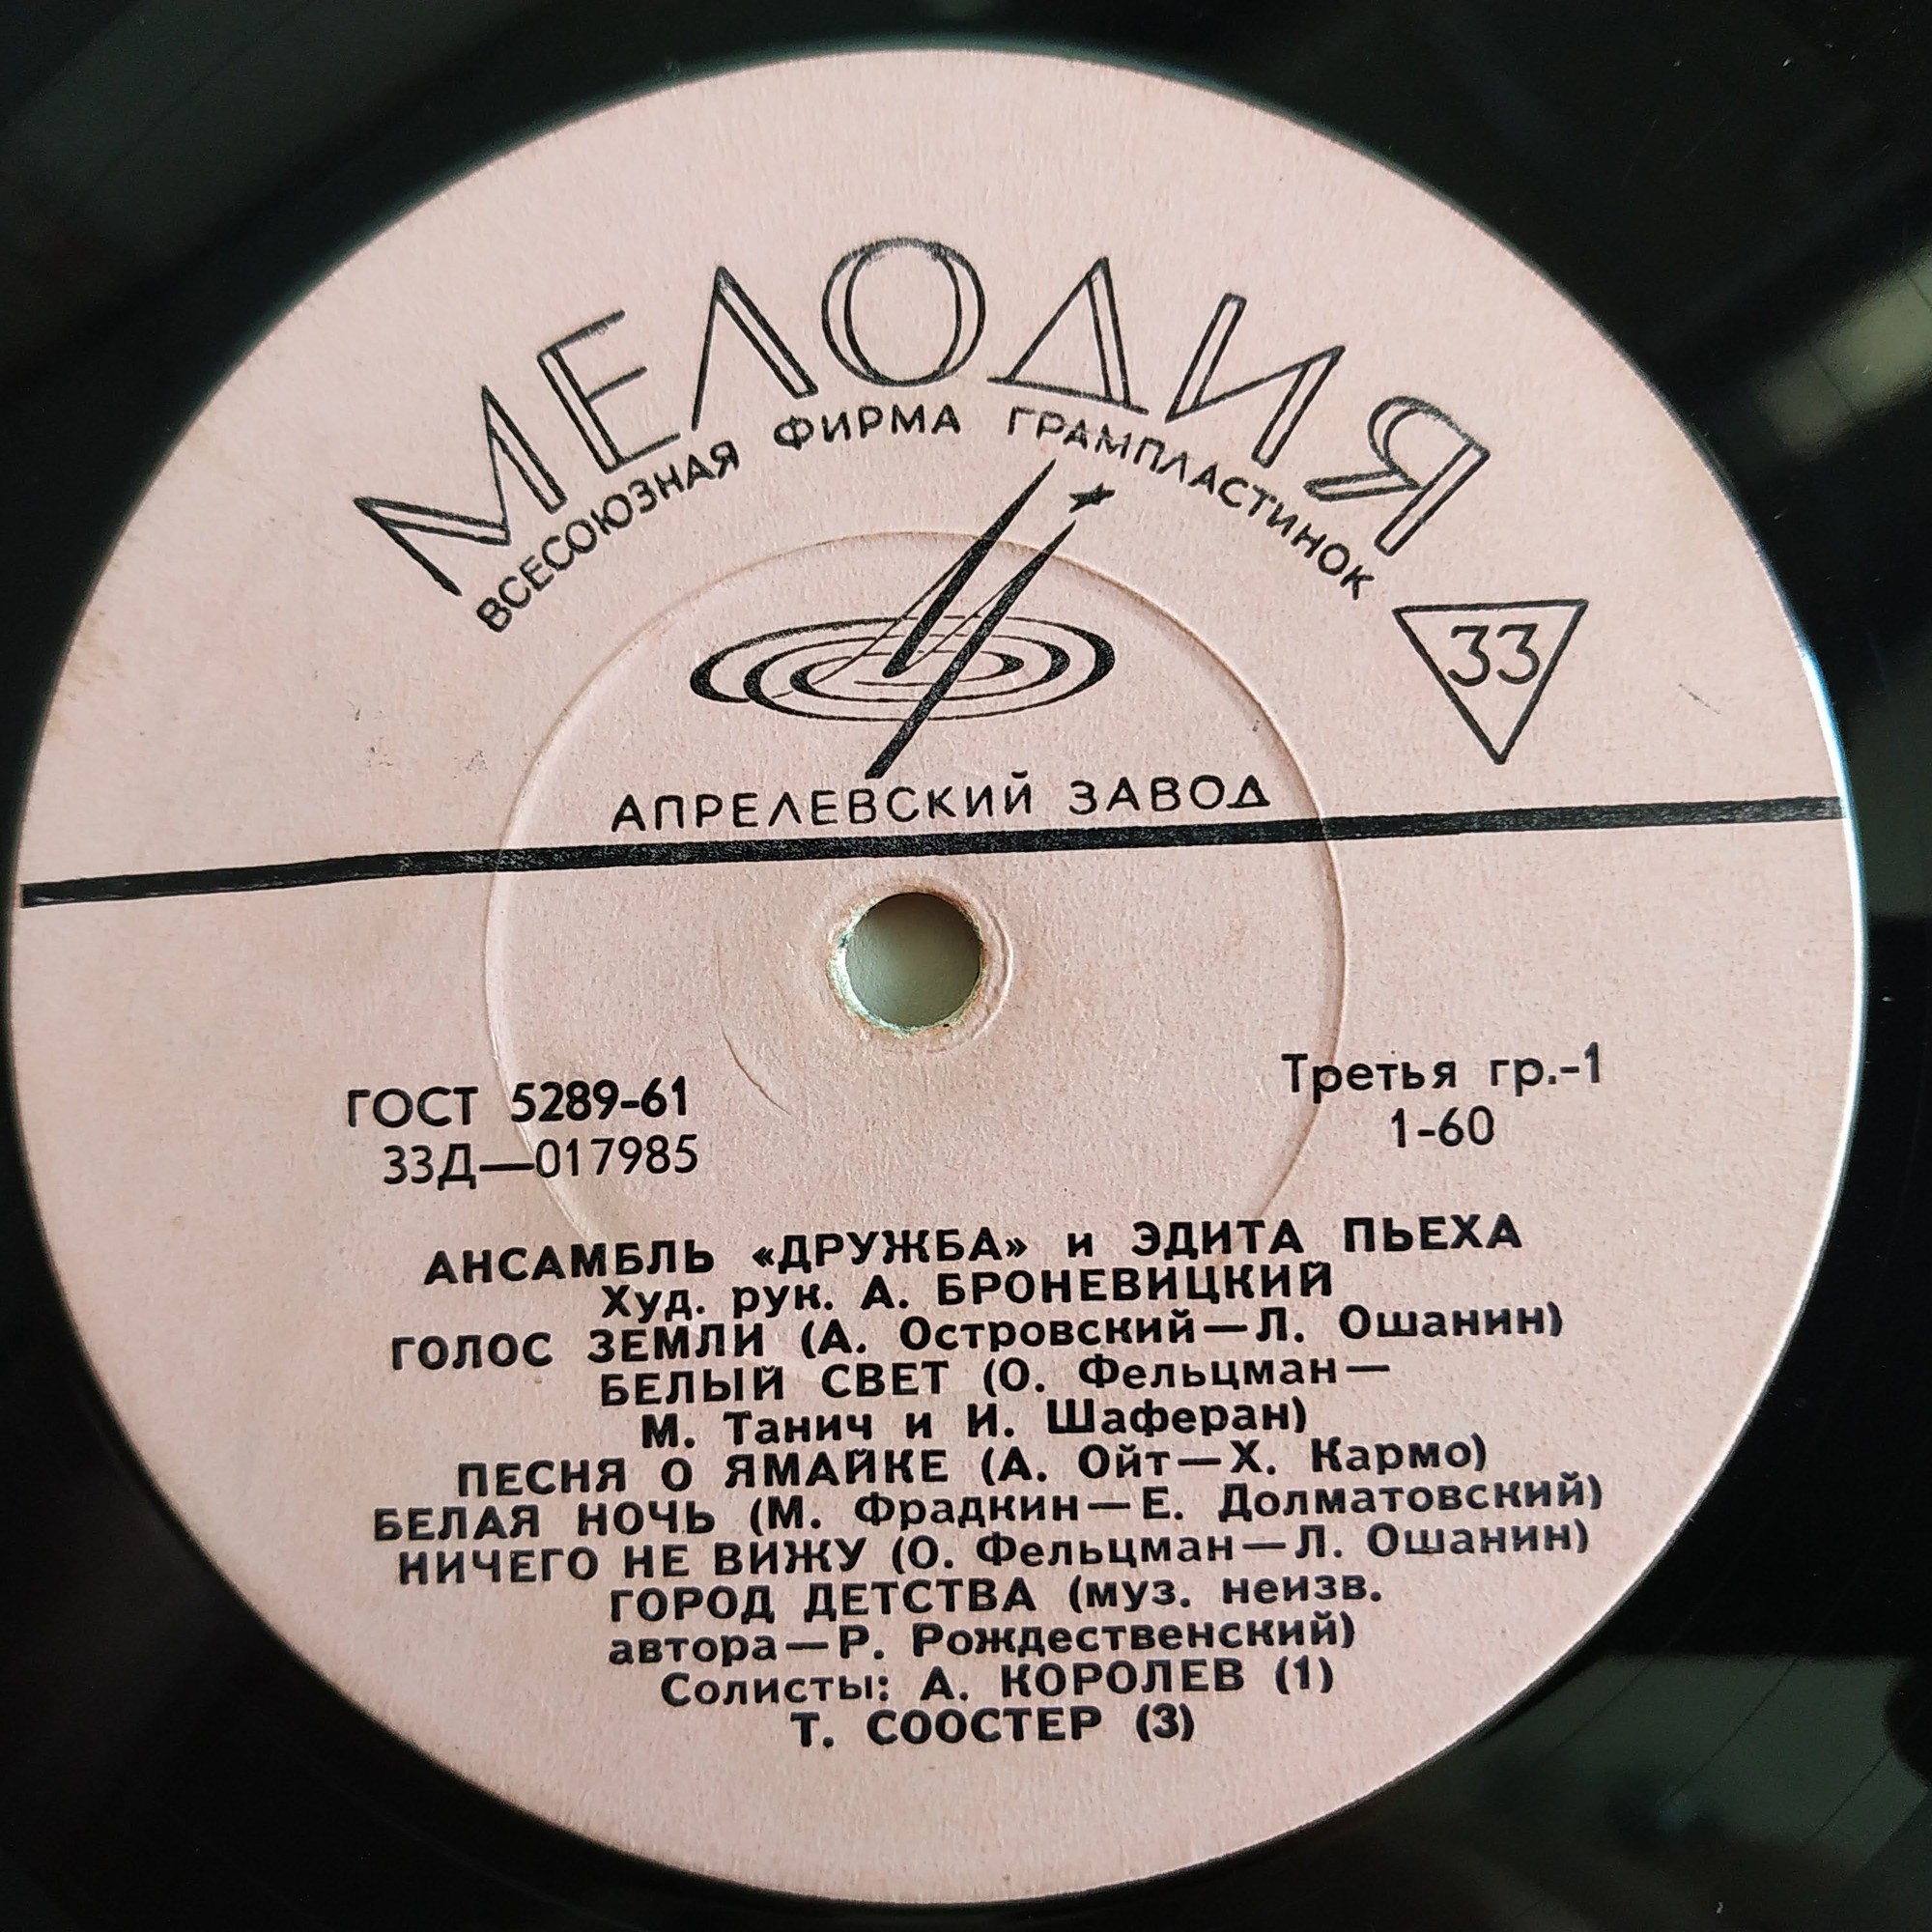 МЕЛОДИЯ
ВСЕСОЮЗНАЯ ФИРМА ГРАМПЛАСТИНОК
33
АПРЕЛЕВСКИЙ ЗАВОД
ГОСТ 5289-61
33Д—017985
Третья гр.-1
1-60
АНСАМБЛЬ «ДРУЖБА» и ЭДИТА ПЬЕХА
Худ. рук. А. БРОНЕВИЦКИЙ
ГОЛОС ЗЕМЛИ (А. Островский—Л. Ошанин)
БЕЛЫЙ СВЕТ (О. Фельцман—
М. Танич и И. Шаферан)
ПЕСНЯ О ЯМАЙКЕ (А. Ойт—Х. Кармо)
БЕЛАЯ НОЧЬ (М. Фрадкин—Е. Долматовский)
НИЧЕГО НЕ ВИЖУ (О. Фельцман—Л. Ошанин)
ГОРОД ДЕТСТВА (муз. неизв.
автора—Р. Рождественский)
Солисты: А. КОРОЛЕВ (1)
Т. СООСТЕР (3)